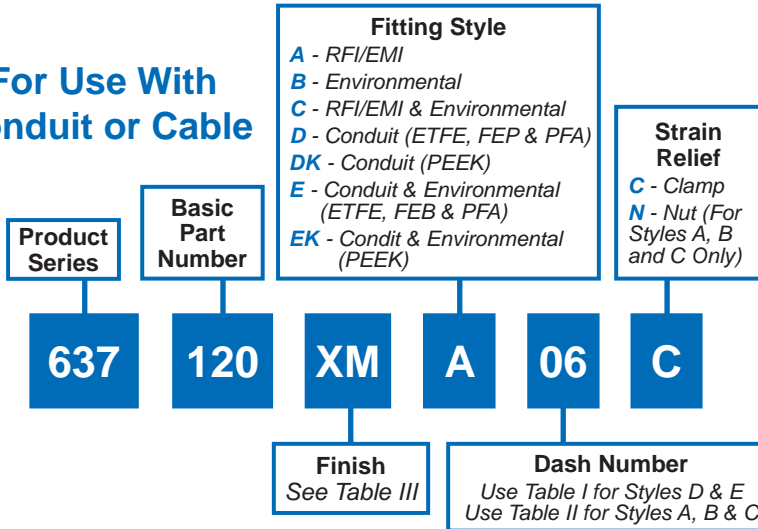 For Use With
Conduit or Cable
Product
Series
Basic
Part
Number
Fitting Style
A - RFI/EMI
B - Environmental
C - RFI/EMI & Environmental
D - Conduit (ETFE, FEP & PFA)
DK - Conduit (PEEK)
E - Conduit & Environmental
(ETFE, FEB & PFA)
EK - Condit & Environmental
(PEEK)
Strain
Relief
C - Clamp
N - Nut (For
Styles A, B
and C Only)
637 120 XM A 06 C
Finish
See Table III
Dash Number
Use Table I for Styles D & E
Use Table II for Styles A, B & C